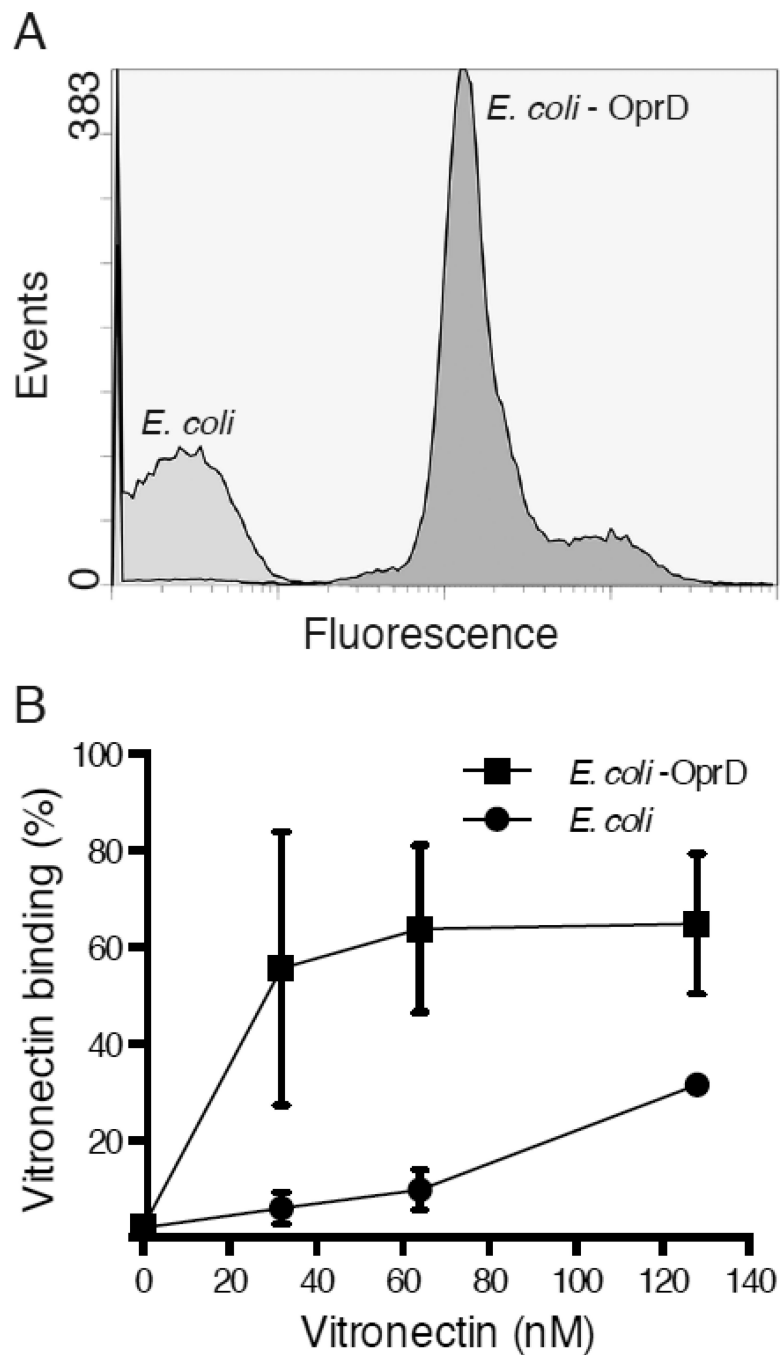 A
383
E. coli - OprD
Events
E. coli
0
Fluorescence
B
100
80
60
40
20
Vitronectin binding (%)
E. coli -OprD
E. coli
0 20 40 60 80 100 120 140
Vitronectin (nM)